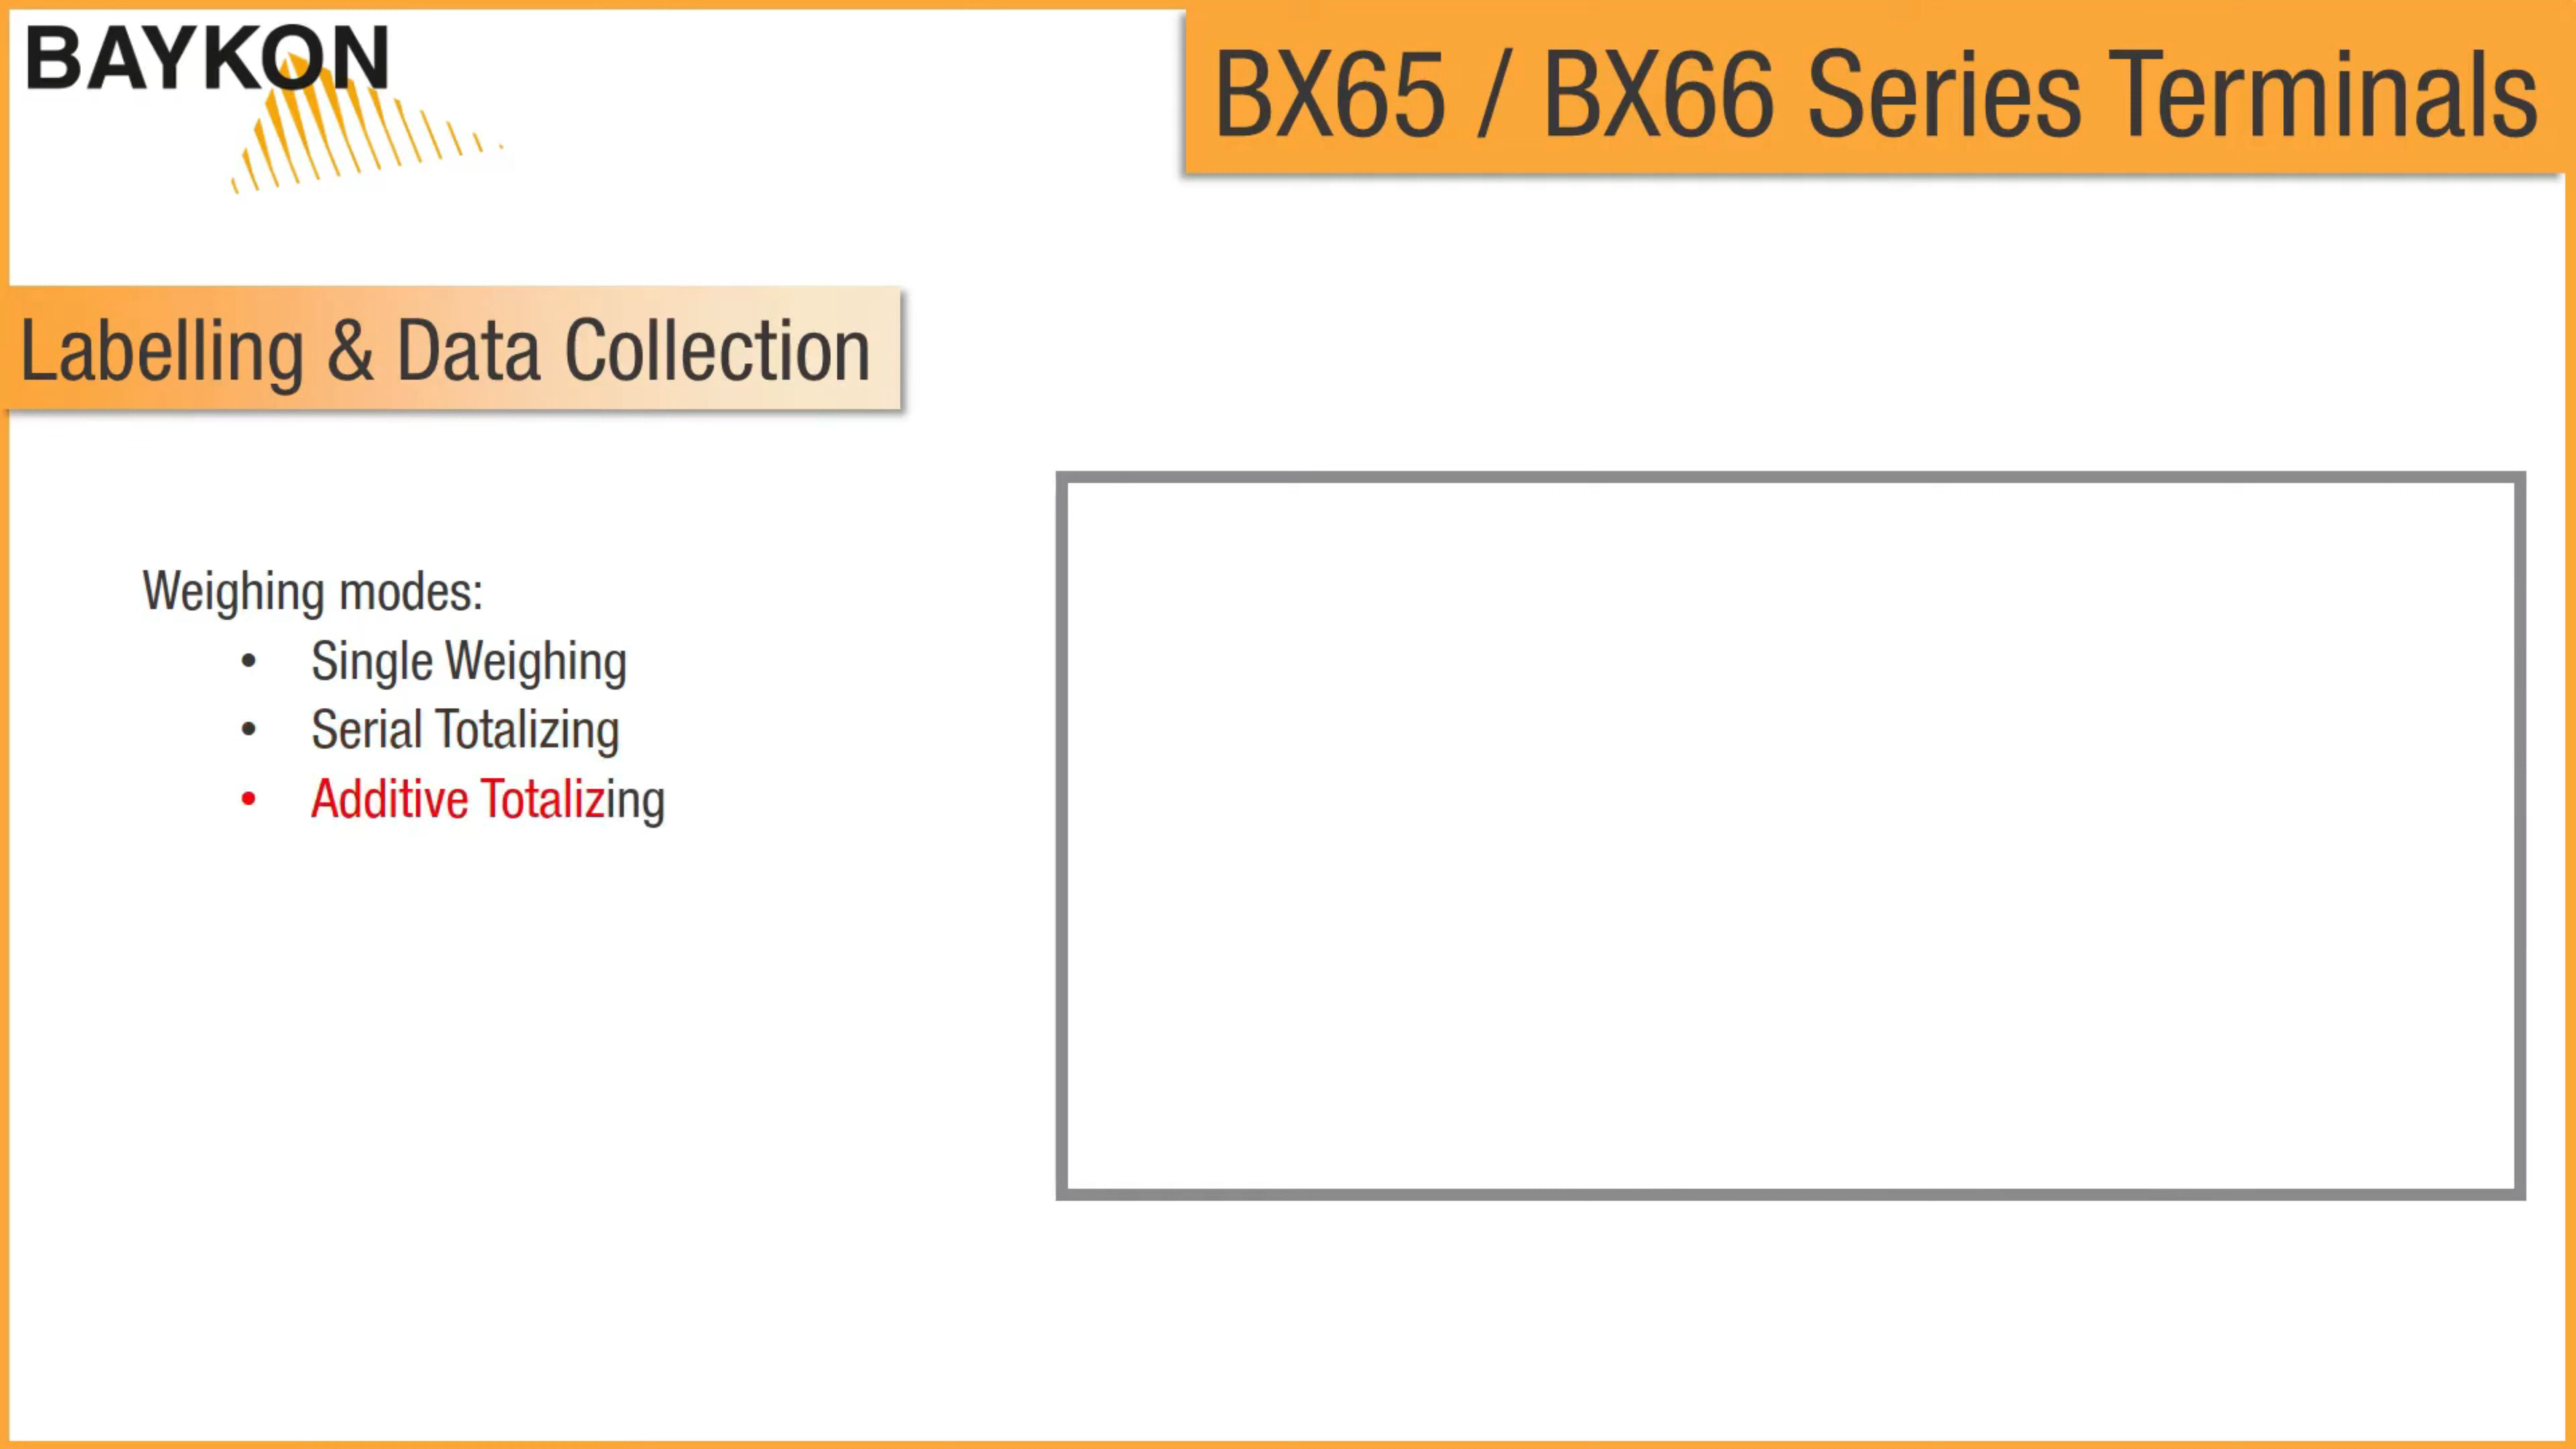 BAYKON
BX65 / BX66 Series Terminals
Labelling & Data Collection
Weighing modes:
• Single Weighing
• Serial Totalizing
• Additive Totalizing